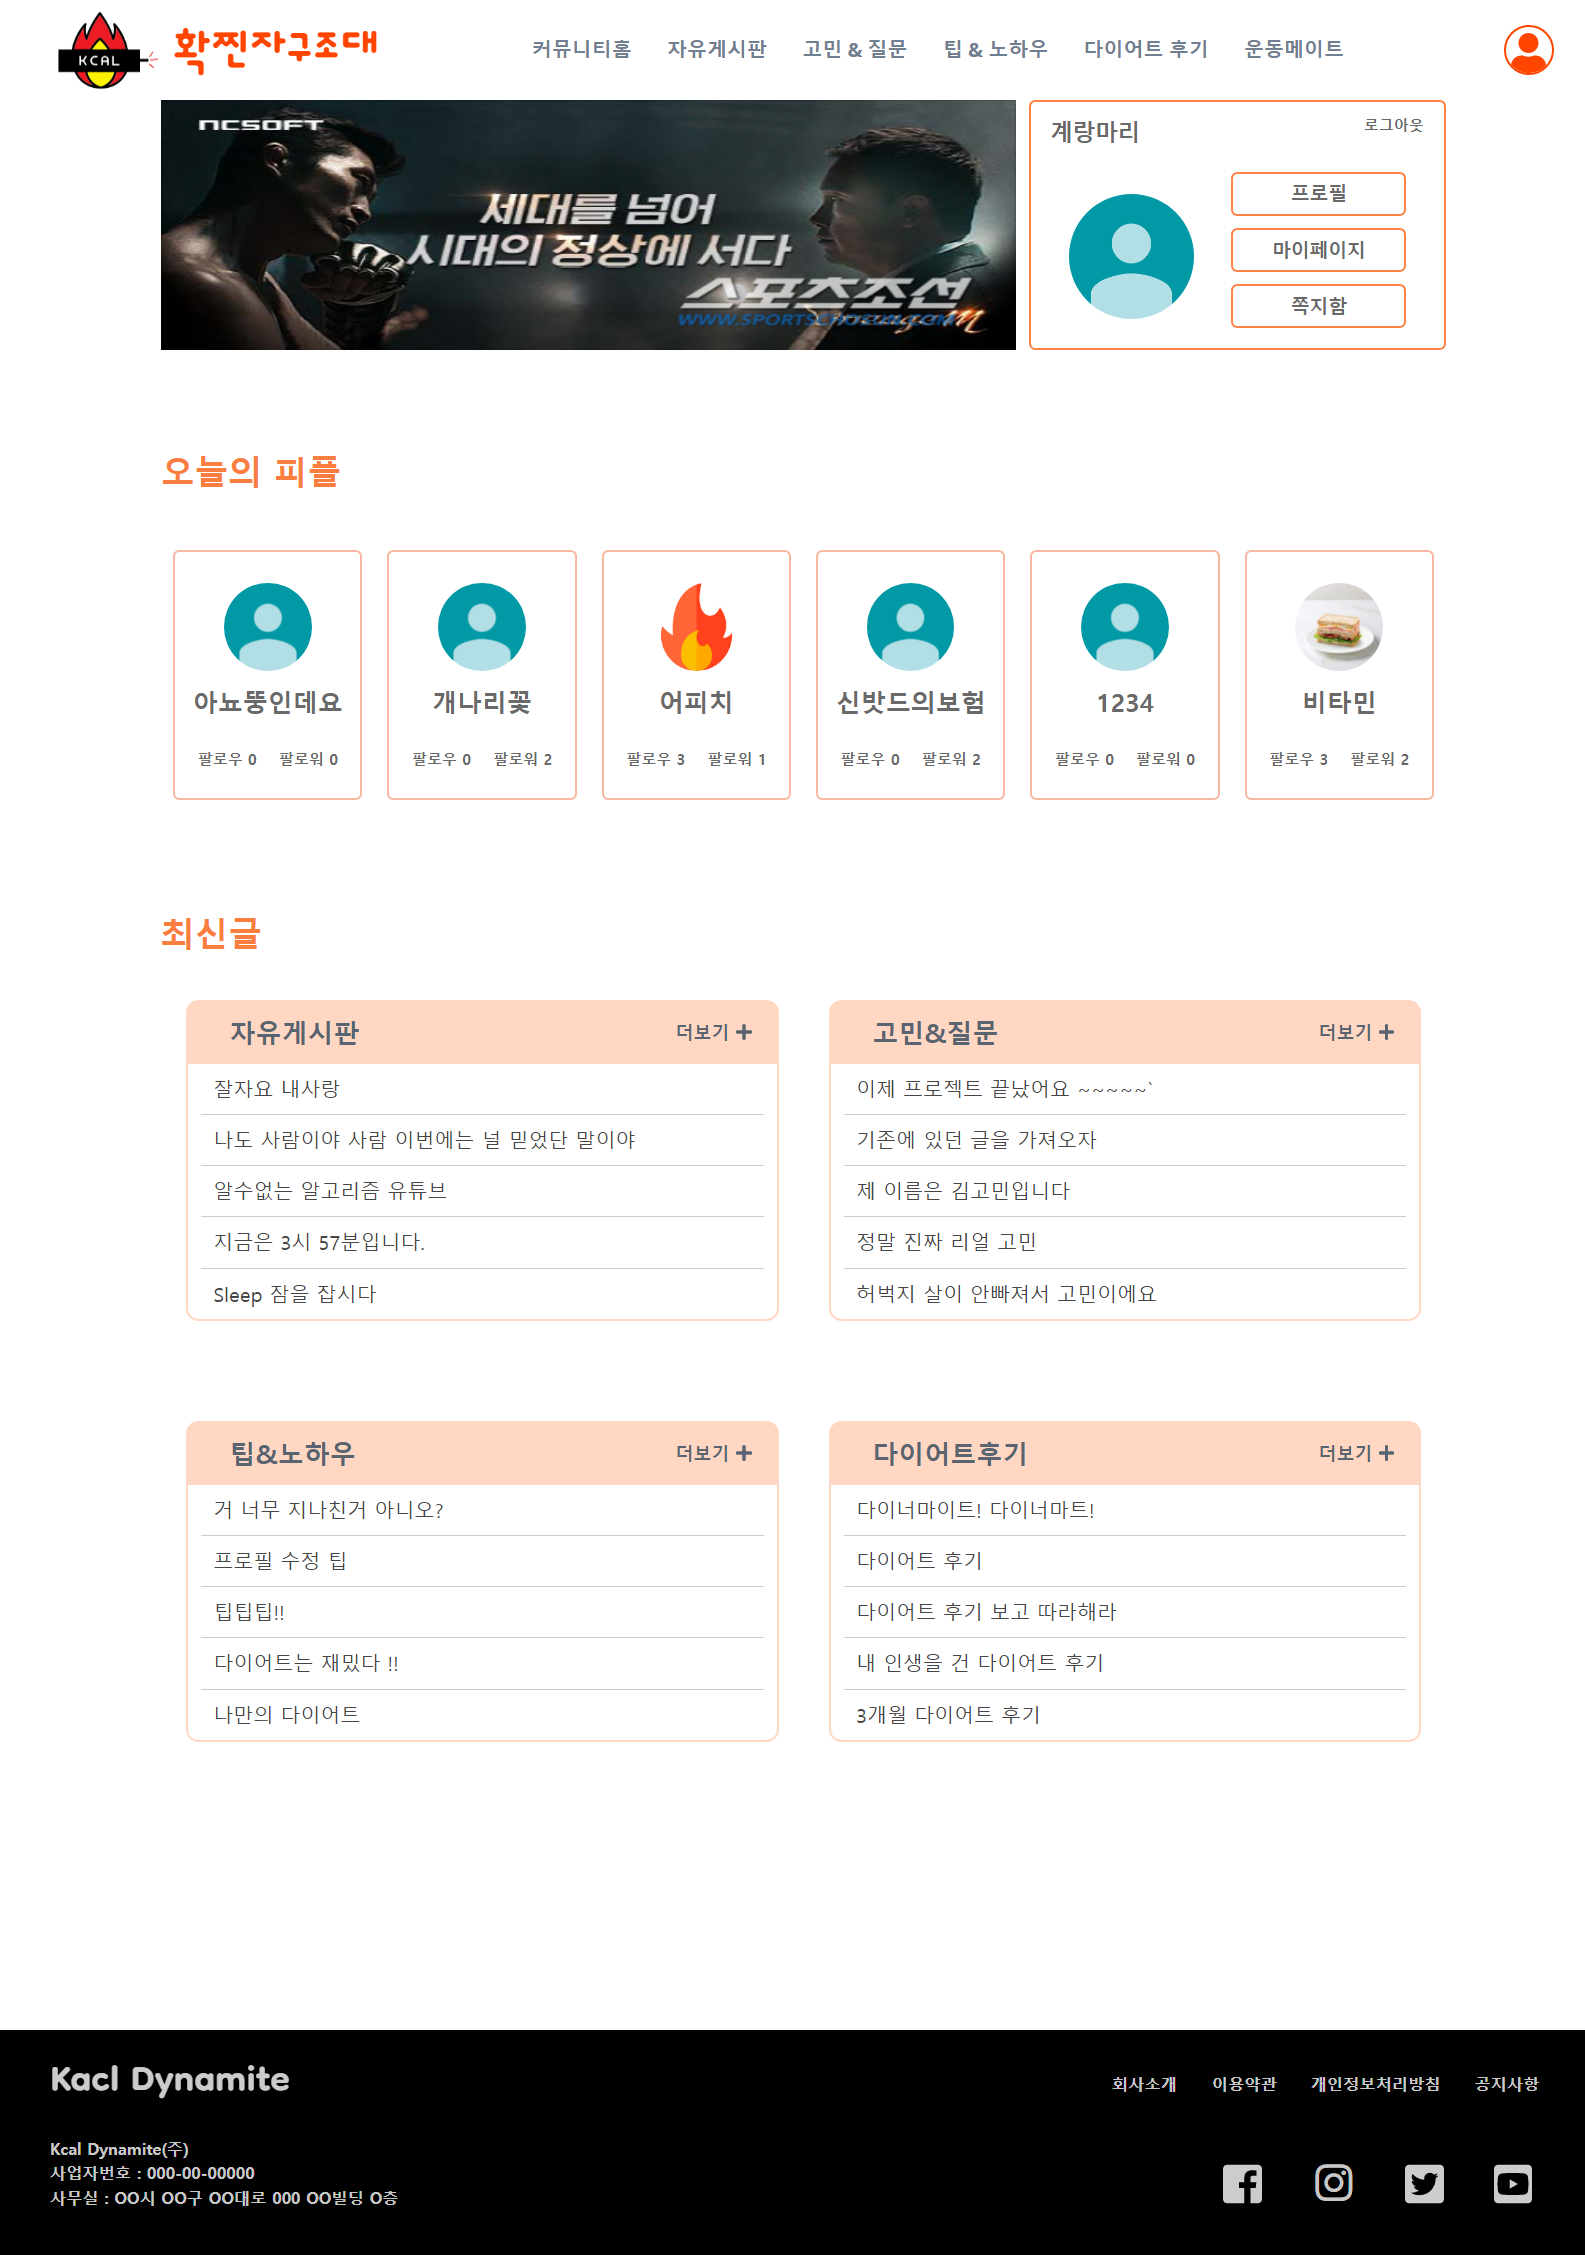 KCAL
확찐자구조대
커뮤니티홈 자유게시판 고민 & 질문 팁 & 노하우 다이어트 후기 운동메이트
NCSOFT
세대를 넘어
시대의 정상에 서다
스포츠조선
계랑마리
로그아웃
프로필
마이페이지
쪽지함
오늘의 피플
아뇨뚱인데요
팔로우 0 팔로워 0
개나리꽃
팔로우 0 팔로워 2
어피치
팔로우 3 팔로워 1
신밧드의보험
팔로우 0 팔로워 2
1234
팔로우 0 팔로워 0
비타민
팔로우 3 팔로워 2
최신글
자유게시판 더보기
잘자요 내사랑
나도 사람이야 사람 이번에는 널 믿었단 말이야
알수없는 알고리즘 유튜브
지금은 3시 57분입니다.
Sleep 잠을 잡시다
고민&질문 더보기
이제 프로젝트 끝났어요 ~~~~~`
기존에 있던 글을 가져오자
제 이름은 김고민입니다
정말 진짜 리얼 고민
허벅지 살이 안빠져서 고민이에요
팁&노하우 더보기
거 너무 지나친거 아니오?
프로필 수정 팁
팁팁팁!!
다이어트는 재밌다 !!
나만의 다이어트
다이어트후기 더보기
다이너마이트! 다이너마트!
다이어트 후기
다이어트 후기 보고 따라해라
내 인생을 건 다이어트 후기
3개월 다이어트 후기
Kacl Dynamite
회사소개 이용약관 개인정보처리방침 공지사항
Kcal Dynamite(주)
사업자번호 : 000-00-00000
사무실 : OO시 OO구 OO대로 000 OO빌딩 O층